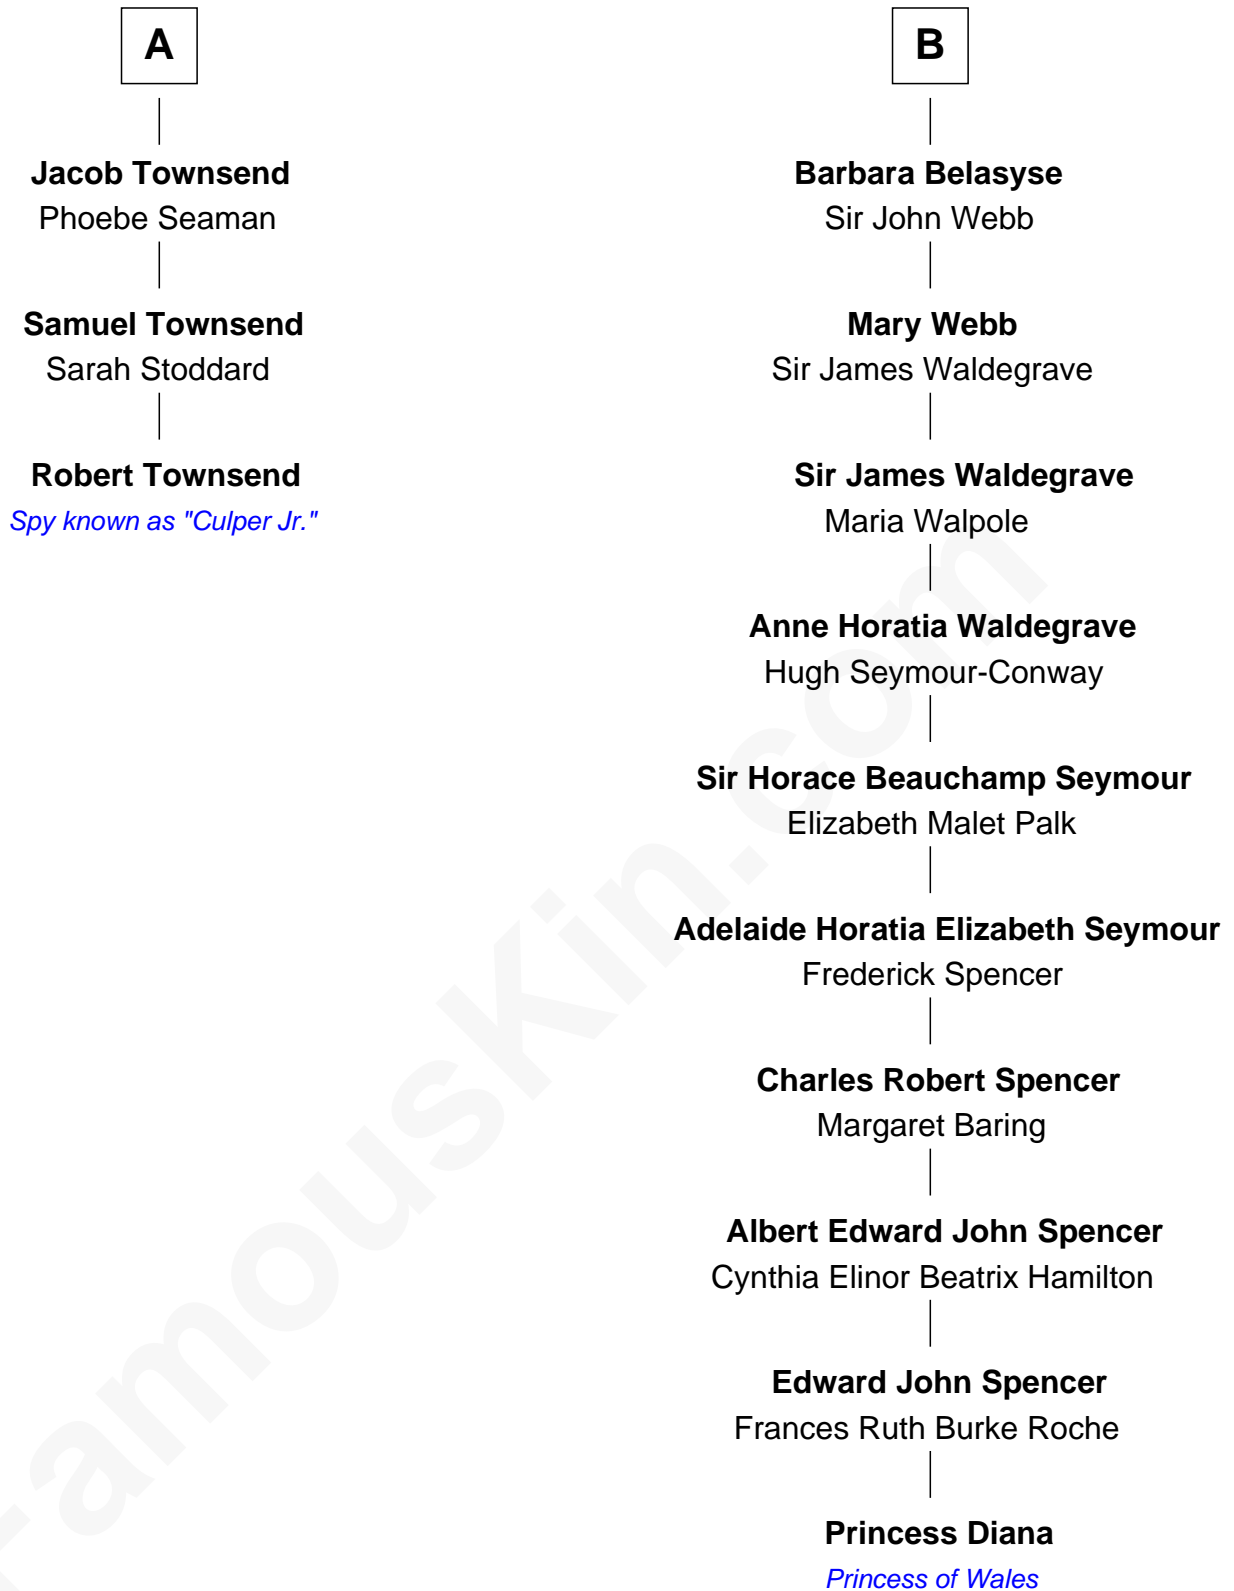 A
Jacob Townsend
Phoebe Seaman
Samuel Townsend
Sarah Stoddard
Robert Townsend
Spy known as "Culper Jr."
B
Barbara Belasyse
Sir John Webb
Mary Webb
Sir James Waldegrave
Sir James Waldegrave
Maria Walpole
Anne Horatia Waldegrave
Hugh Seymour-Conway
Sir Horace Beauchamp Seymour
Elizabeth Malet Palk
Adelaide Horatia Elizabeth Seymour
Frederick Spencer
Charles Robert Spencer
Margaret Baring
Albert Edward John Spencer
Cynthia Elinor Beatrix Hamilton
Edward John Spencer
Frances Ruth Burke Roche
Princess Diana
Princess of Wales
FamousKin.com